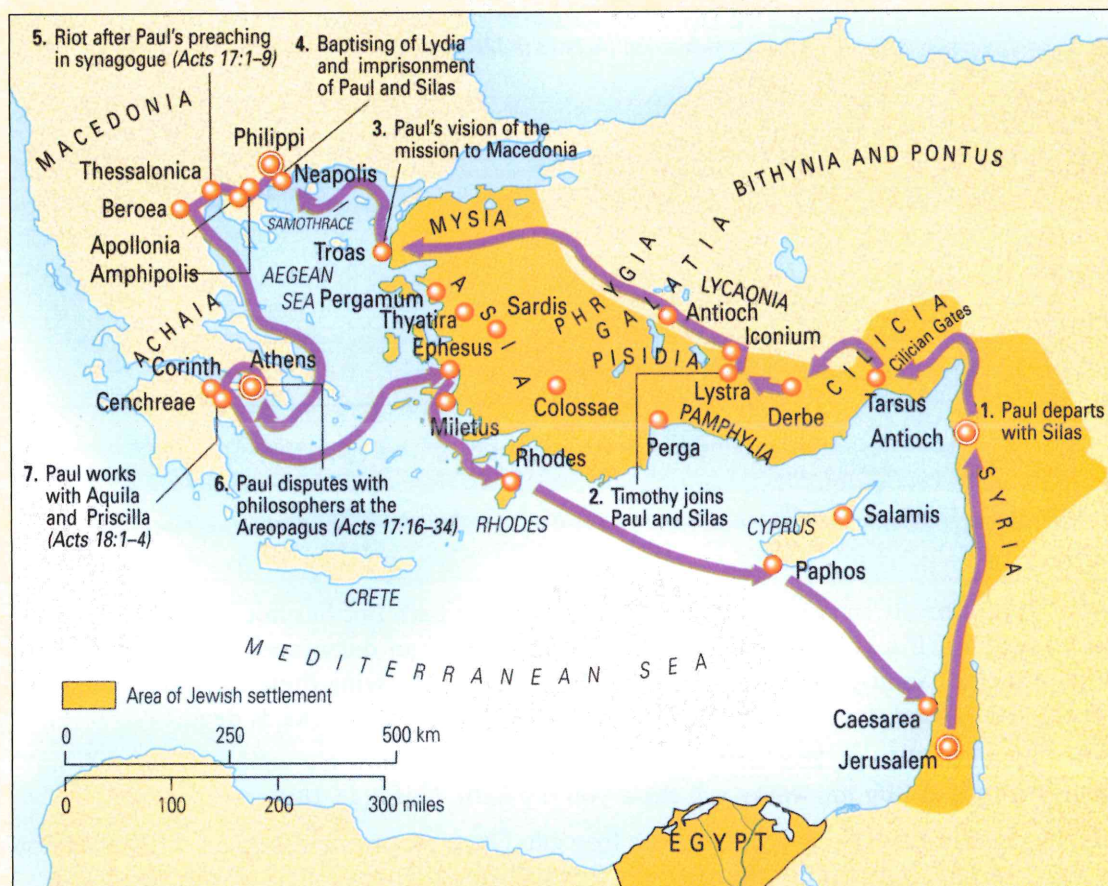 5. Riot after Paul's preaching
in synagogue (Acts 17:1–9)
4. Baptising of Lydia
and imprisonment
of Paul and Silas
3. Paul's vision of the
mission to Macedonia
MACEDONIA
Philippi
Thessalonica
Neapolis
Beroea
SAMOTHRACE
Apollonia
Amphipolis
Troas
MYSIA
BITHYNIA AND PONTUS
AEGEAN
SEA
Pergamum
Thyatira
Sardis
ASIA
PHRYGIA
GALATIA
LYCAONIA
Antioch
Iconium
PISIDIA
CILICIA
Cilician Gates
ACHAIA
Corinth
Athens
Cenchreae
Ephesus
Miletus
Colossae
Lystra
Derbe
Tarsus
Perga
PAMPHYLIA
Antioch
1. Paul departs
with Silas
SYRIA
7. Paul works
with Aquila
and Priscilla
(Acts 18:1–4)
6. Paul disputes with
philosophers at the
Areopagus (Acts 17:16–34)
Rhodes
RHODES
2. Timothy joins
Paul and Silas
CYPRUS
Salamis
Paphos
CRETE
MEDITERRANEAN SEA
Area of Jewish settlement
0 250 500 km
0 100 200 300 miles
Caesarea
Jerusalem
EGYPT